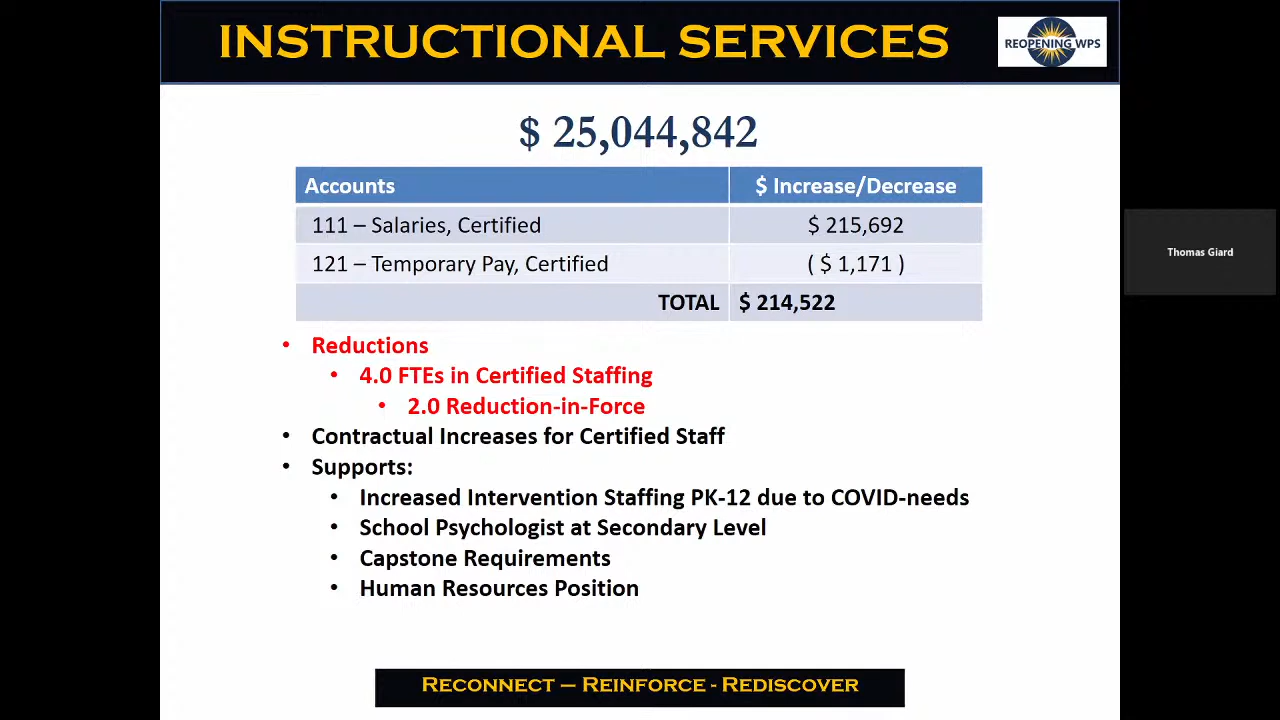 INSTRUCTIONAL SERVICES
REOPENING WPS
$ 25,044,842
Accounts $ Increase/Decrease
111 – Salaries, Certified $ 215,692
121 – Temporary Pay, Certified ( $ 1,171 )
TOTAL $ 214,522
• Reductions
• 4.0 FTEs in Certified Staffing
• 2.0 Reduction-in-Force
• Contractual Increases for Certified Staff
• Supports:
• Increased Intervention Staffing PK-12 due to COVID-needs
• School Psychologist at Secondary Level
• Capstone Requirements
• Human Resources Position
RECONNECT – REINFORCE - REDISCOVER
Thomas Giard